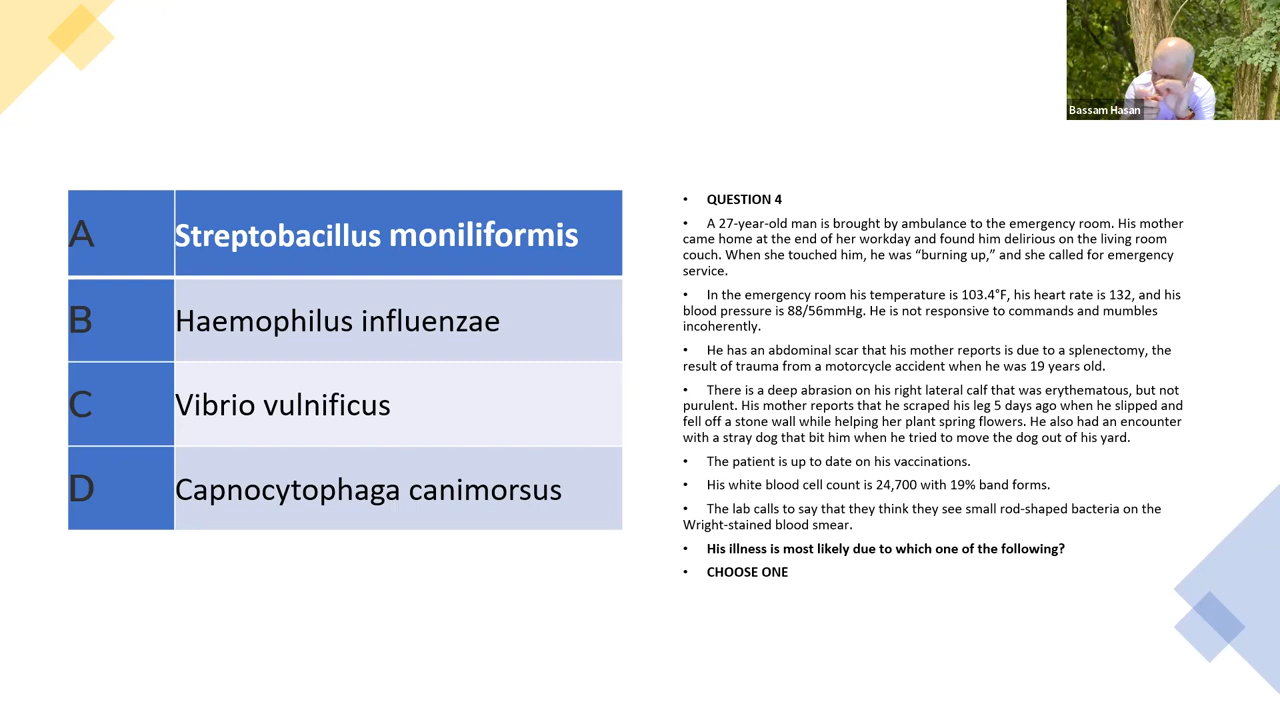 Bassam Hasan
A Streptobacillus moniliformis
B Haemophilus influenzae
C Vibrio vulnificus
D Capnocytophaga canimorsus
• QUESTION 4
• A 27-year-old man is brought by ambulance to the emergency room. His mother
came home at the end of her workday and found him delirious on the living room
couch. When she touched him, he was “burning up,” and she called for emergency
service.
• In the emergency room his temperature is 103.4°F, his heart rate is 132, and his
blood pressure is 88/56mmHg. He is not responsive to commands and mumbles
incoherently.
• He has an abdominal scar that his mother reports is due to a splenectomy, the
result of trauma from a motorcycle accident when he was 19 years old.
• There is a deep abrasion on his right lateral calf that was erythematous, but not
purulent. His mother reports that he scraped his leg 5 days ago when he slipped and
fell off a stone wall while helping her plant spring flowers. He also had an encounter
with a stray dog that bit him when he tried to move the dog out of his yard.
• The patient is up to date on his vaccinations.
• His white blood cell count is 24,700 with 19% band forms.
• The lab calls to say that they think they see small rod-shaped bacteria on the
Wright-stained blood smear.
• His illness is most likely due to which one of the following?
• CHOOSE ONE